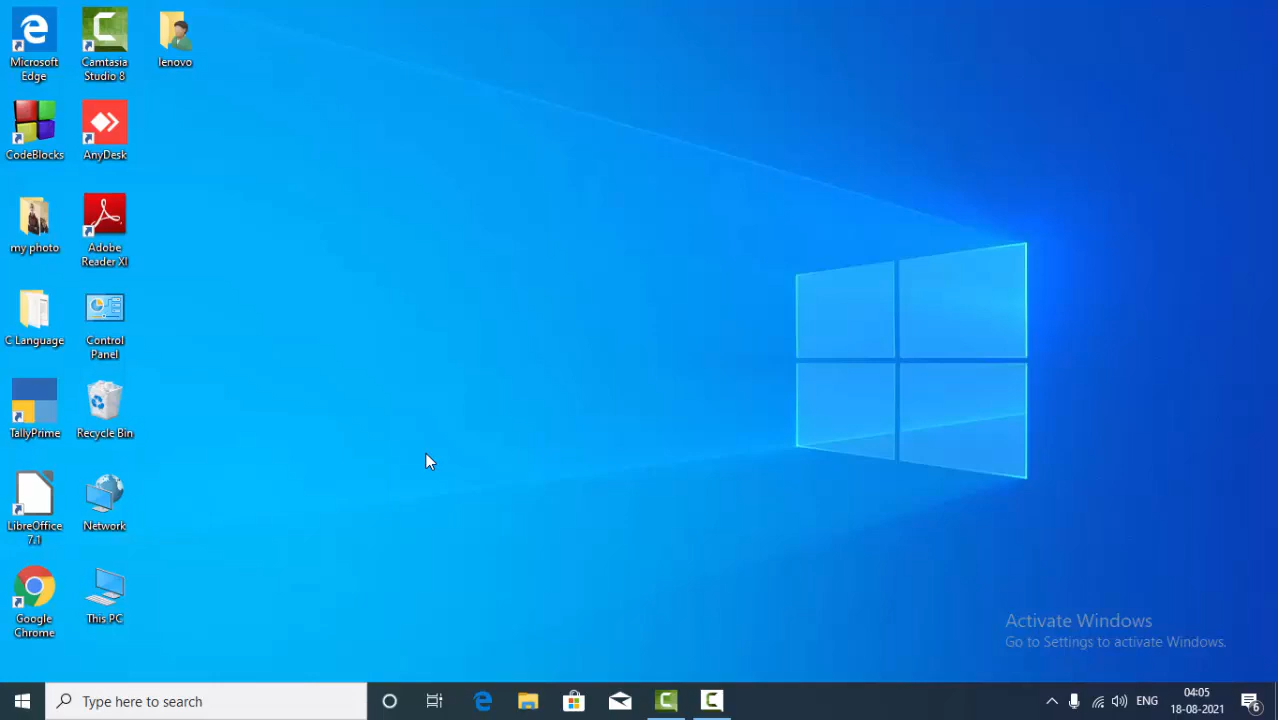 Microsoft
Edge
Camtasia
Studio 8
lenovo
CodeBlocks
AnyDesk
my photo
Adobe
Reader XI
C Language
Control
Panel
TallyPrime
Recycle Bin
LibreOffice
7.1
Network
Google
Chrome
This PC
Activate Windows
Go to Settings to activate Windows.
Type here to search
ENG
04:05
18-08-2021
6